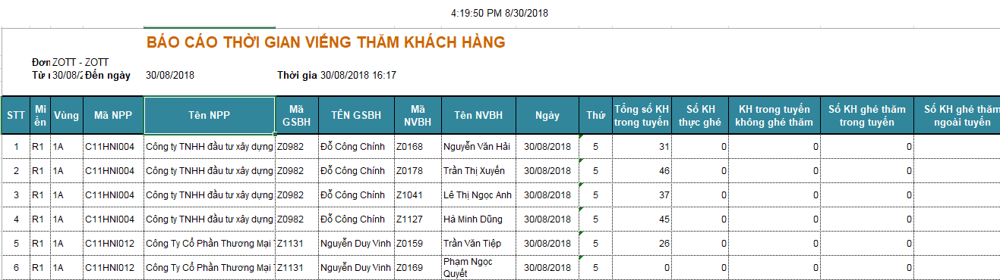 4:19:50 PM 8/30/2018
BÁO CÁO THỜI GIAN VIẾNG THĂM KHÁCH HÀNG
Đơn ZOTT - ZOTT
Từ 30/08/2 Đến ngày 30/08/2018 Thời gia 30/08/2018 16:17
STT Miền Vùng Mã NPP Tên NPP Mã GSBH TÊN GSBH Mã NVBH Tên NVBH Ngày Thứ Tổng số KH trong tuyến Số KH thực ghé KH trong tuyến không ghé thăm Số KH ghé thăm trong tuyến Số KH ghé thăm ngoài tuyến
1 R1 1A C11HNI004 Công ty TNHH đầu tư xây dựng Z0982 Đỗ Công Chính Z0168 Nguyễn Văn Hải 30/08/2018 5 31 0 0 0
2 R1 1A C11HNI004 Công ty TNHH đầu tư xây dựng Z0982 Đỗ Công Chính Z0178 Trần Thị Xuyến 30/08/2018 5 46 0 0 0
3 R1 1A C11HNI004 Công ty TNHH đầu tư xây dựng Z0982 Đỗ Công Chính Z1041 Lê Thị Ngọc Anh 30/08/2018 5 37 0 0 0
4 R1 1A C11HNI004 Công ty TNHH đầu tư xây dựng Z0982 Đỗ Công Chính Z1127 Hà Minh Dũng 30/08/2018 5 45 0 0 0
5 R1 1A C11HNI012 Công Ty Cổ Phần Thương Mại Z1131 Nguyễn Duy Vinh Z0159 Trần Văn Tiệp 30/08/2018 5 26 0 0 0
6 R1 1A C11HNI012 Công Ty Cổ Phần Thương Mại Z1131 Nguyễn Duy Vinh Z0169 Phạm Ngọc Quyết 30/08/2018 5 0 0 0 0